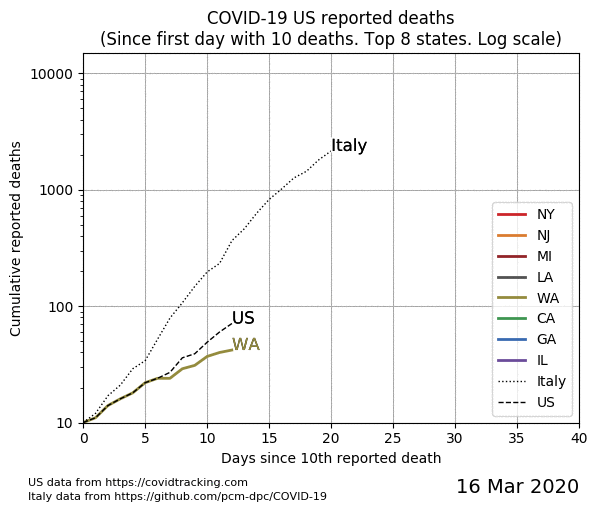 COVID-19 US reported deaths
(Since first day with 10 deaths. Top 8 states. Log scale)
Cumulative reported deaths
10000
1000
100
10
Italy
US
WA
NY
NJ
MI
LA
WA
CA
GA
IL
Italy
US
0 5 10 15 20 25 30 35 40
Days since 10th reported death
US data from https://covidtracking.com
Italy data from https://github.com/pcm-dpc/COVID-19
16 Mar 2020